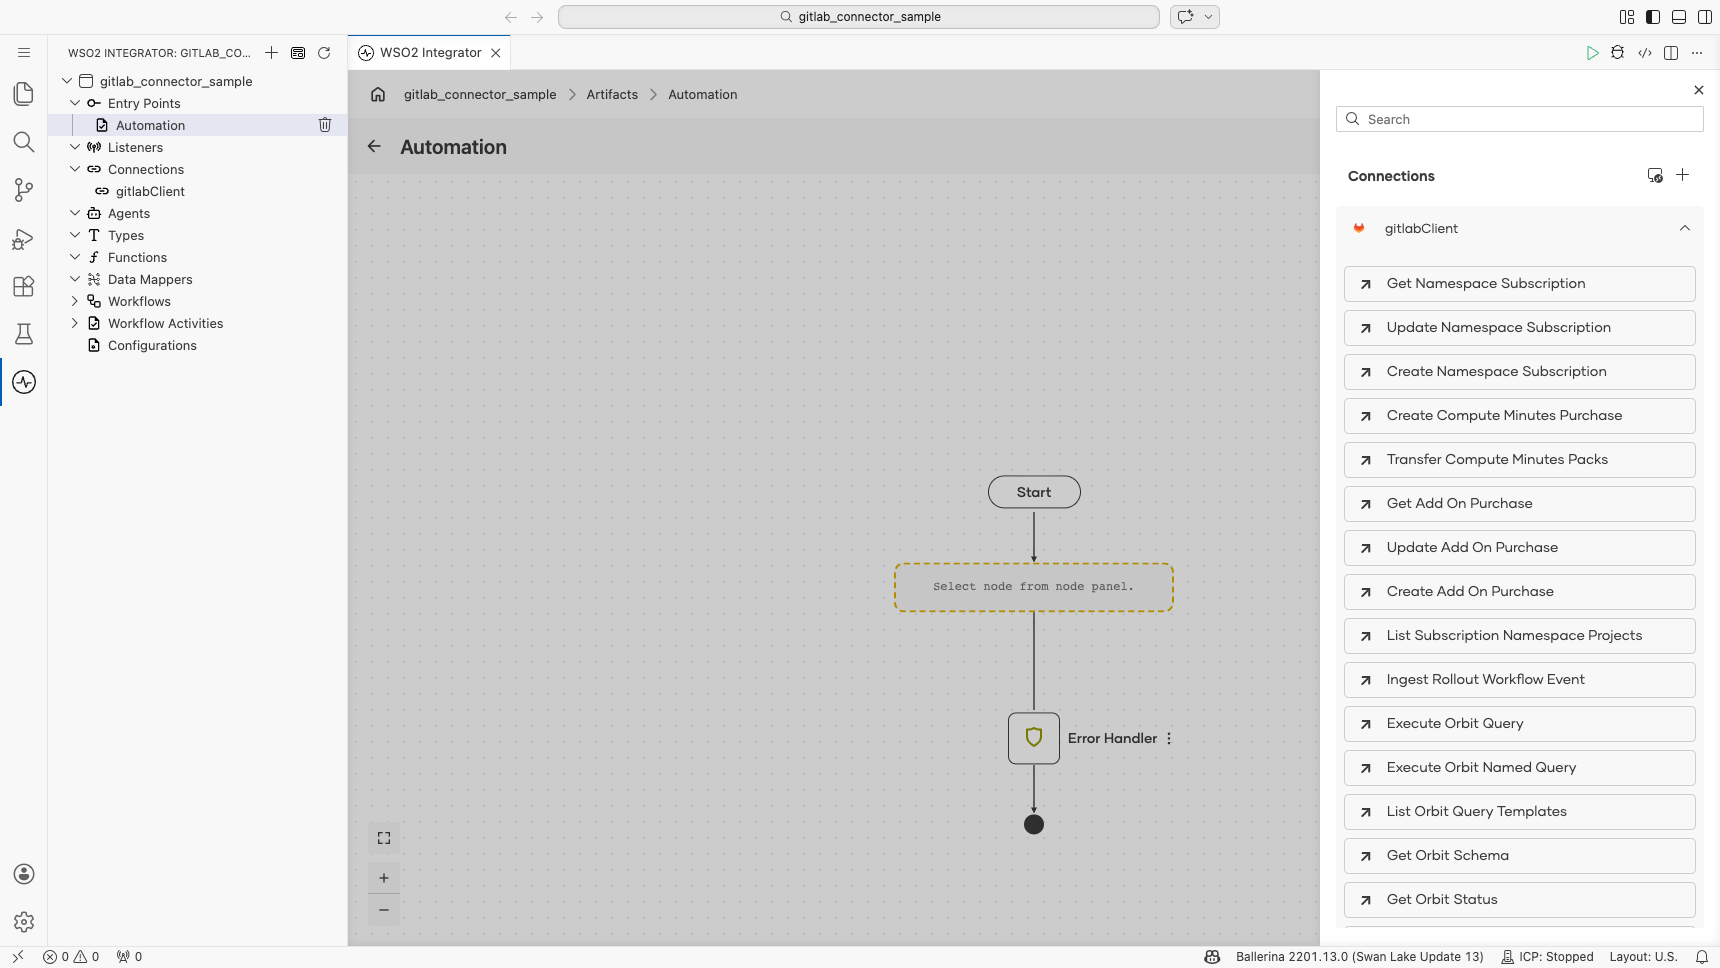 gitlab_connector_sample
WSO2 INTEGRATOR: GITLAB_CO...
gitlab_connector_sample
Entry Points
Automation
Listeners
Connections
gitlabClient
Agents
Types
Functions
Data Mappers
Workflows
Workflow Activities
Configurations
WSO2 Integrator
gitlab_connector_sample
Artifacts
Automation
Automation
Start
Select node from node panel.
Error Handler
Search
Connections
gitlabClient
Get Namespace Subscription
Update Namespace Subscription
Create Namespace Subscription
Create Compute Minutes Purchase
Transfer Compute Minutes Packs
Get Add On Purchase
Update Add On Purchase
Create Add On Purchase
List Subscription Namespace Projects
Ingest Rollout Workflow Event
Execute Orbit Query
Execute Orbit Named Query
List Orbit Query Templates
Get Orbit Schema
Get Orbit Status
0 0 0
Ballerina 2201.13.0 (Swan Lake Update 13)
ICP: Stopped
Layout: U.S.